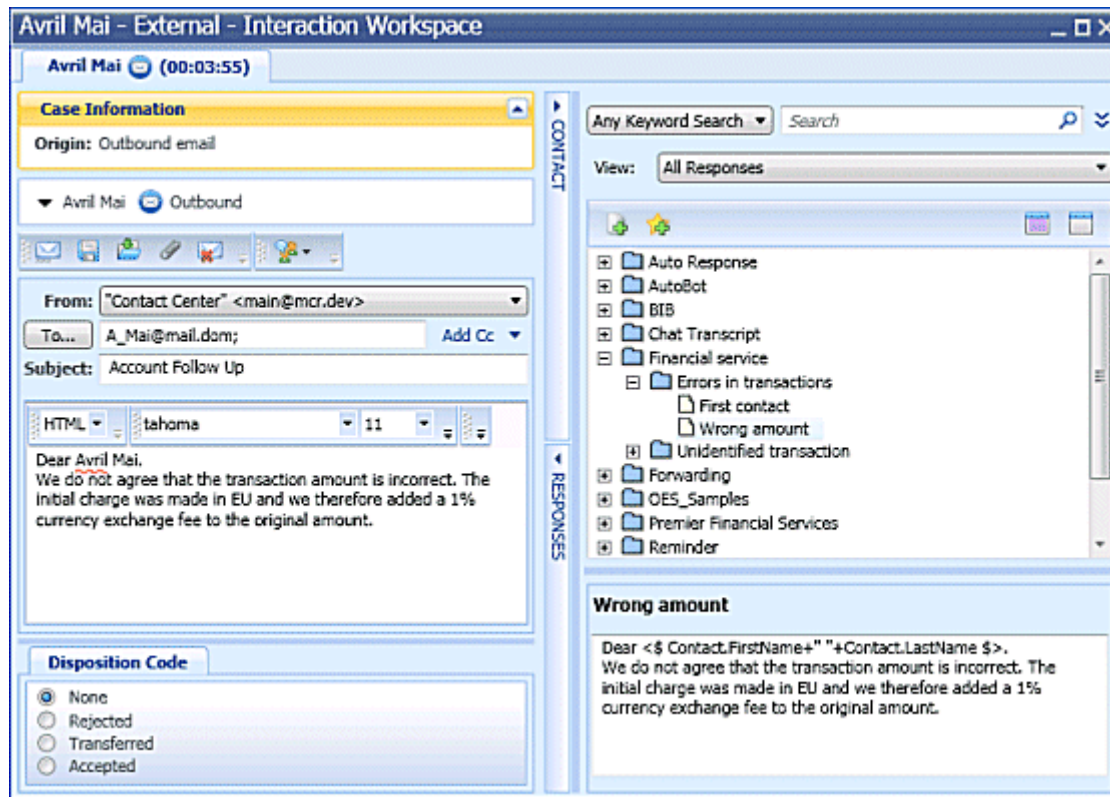 Avril Mai - External - Interaction Workspace
Avril Mai (00:03:55)
Case Information
Origin: Outbound email
Avril Mai Outbound
From: "Contact Center" <main@mcr.dev>
To... A_Mai@mail.dom; Add Cc
Subject: Account Follow Up
HTML tahoma 11
Dear Avril Mai.
We do not agree that the transaction amount is incorrect. The
initial charge was made in EU and we therefore added a 1%
currency exchange fee to the original amount.
Disposition Code
None
Rejected
Transferred
Accepted
CONTACT
RESPONSES
Any Keyword Search Search
View: All Responses
Auto Response
AutoBot
BIB
Chat Transcript
Financial service
Errors in transactions
First contact
Wrong amount
Unidentified transaction
Forwarding
OES_Samples
Premier Financial Services
Reminder
Wrong amount
Dear <$ Contact.FirstName+" "+Contact.LastName $>.
We do not agree that the transaction amount is incorrect. The
initial charge was made in EU and we therefore added a 1%
currency exchange fee to the original amount.